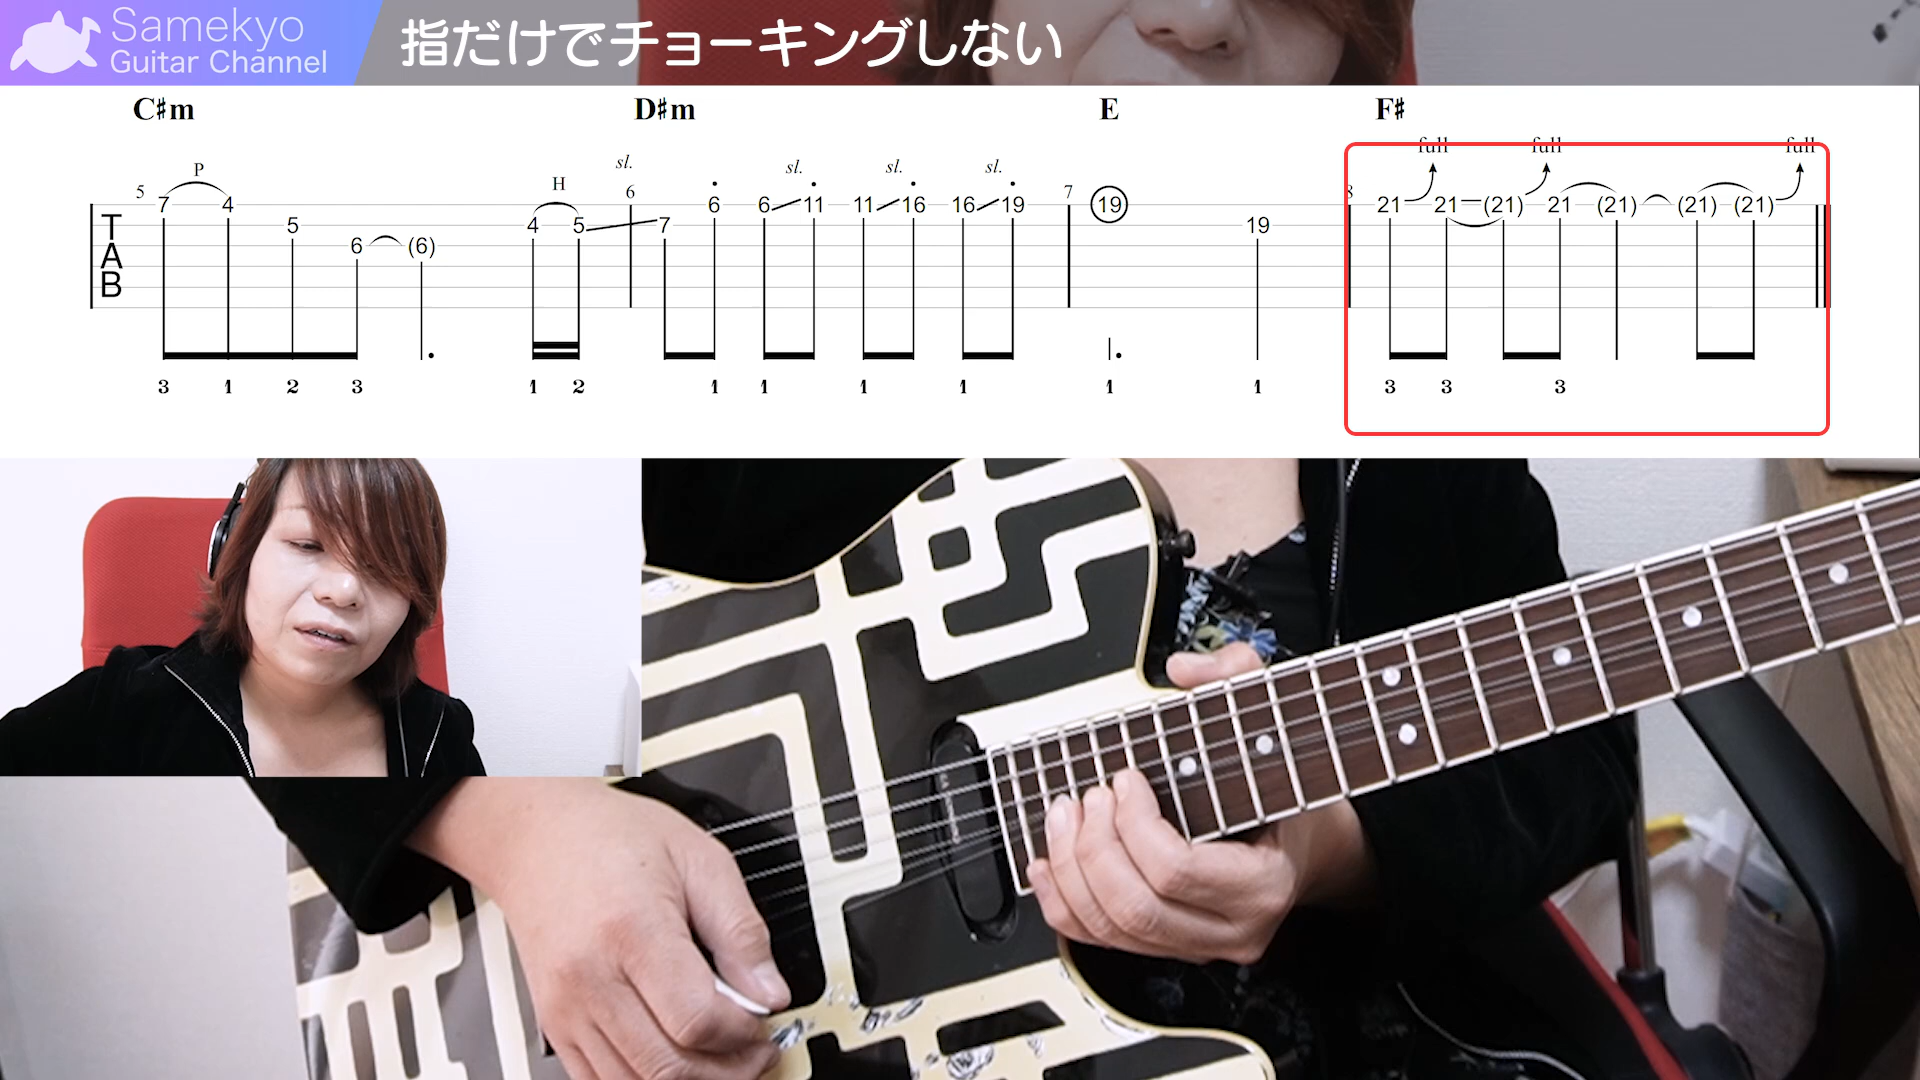 Samekyo
Guitar Channel
指だけでチョーキングしない
C♯m D♯m E F♯
full full full
P H sl. sl. sl. sl.
5 6 7 8
7 4 6 6 11 11 16 16 19 19 21 21 (21) 21 (21) (21) (21)
5 4 5 7 19
6 (6)
TAB
3 1 2 3 1 2 1 1 1 1 1 1 3 3 3